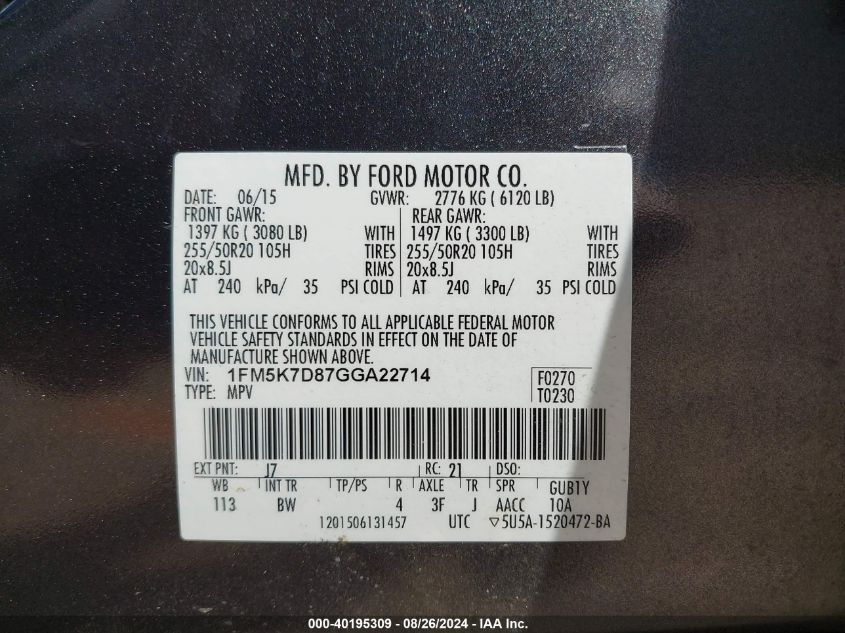 MFD. BY FORD MOTOR CO.
DATE: 06/15 GVWR: 2776 KG ( 6120 LB)
FRONT GAWR: REAR GAWR:
1397 KG ( 3080 LB) WITH 1497 KG ( 3300 LB) WITH
255/50R20 105H TIRES 255/50R20 105H TIRES
20x8.5J RIMS 20x8.5J RIMS
AT 240 kPa/ 35 PSI COLD AT 240 kPa/ 35 PSI COLD
THIS VEHICLE CONFORMS TO ALL APPLICABLE FEDERAL MOTOR
VEHICLE SAFETY STANDARDS IN EFFECT ON THE DATE OF
MANUFACTURE SHOWN ABOVE.
VIN: 1FM5K7D87GGA22714 F0270
TYPE: MPV T0230
EXT PNT: J7 RC: 21 DSO:
WB INT TR TP/PS R AXLE TR SPR GUB1Y
113 BW 4 3F J AACC 10A
1201506131457 UTC ▽5U5A-1520472-BA
000-40195309 - 08/26/2024 - IAA Inc.